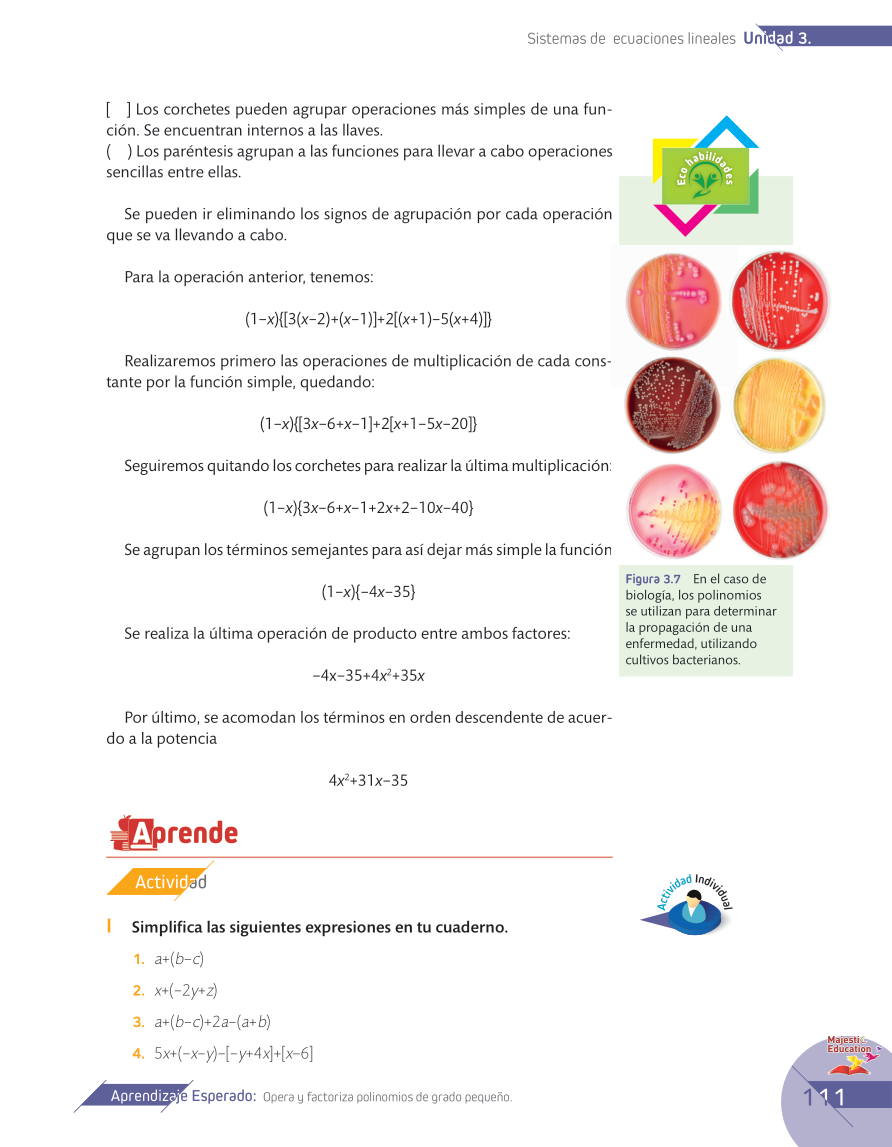 Sistemas de ecuaciones lineales Unidad 3.
[ ] Los corchetes pueden agrupar operaciones más simples de una fun-
ción. Se encuentran internos a las llaves.
( ) Los paréntesis agrupan a las funciones para llevar a cabo operaciones
sencillas entre ellas.
Se pueden ir eliminando los signos de agrupación por cada operación
que se va llevando a cabo.
Para la operación anterior, tenemos:
(1–x){[3(x–2)+(x–1)]+2[(x+1)–5(x+4)]}
Realizaremos primero las operaciones de multiplicación de cada cons-
tante por la función simple, quedando:
(1–x){[3x–6+x–1]+2[x+1–5x–20]}
Seguiremos quitando los corchetes para realizar la última multiplicación:
(1–x){3x–6+x–1+2x+2–10x–40}
Se agrupan los términos semejantes para así dejar más simple la función
(1–x){–4x–35}
Se realiza la última operación de producto entre ambos factores:
–4x–35+4x²+35x
Por último, se acomodan los términos en orden descendente de acuer-
do a la potencia
4x²+31x–35
Eco habilidades
Figura 3.7 En el caso de
biología, los polinomios
se utilizan para determinar
la propagación de una
enfermedad, utilizando
cultivos bacterianos.
Aprende
Actividad
Actividad Individual
I Simplifica las siguientes expresiones en tu cuaderno.
1. a+(b–c)
2. x+(–2y+z)
3. a+(b–c)+2a–(a+b)
4. 5x+(–x–y)–[–y+4x]+[x–6]
Majestic
Education
Aprendizaje Esperado: Opera y factoriza polinomios de grado pequeño.
111